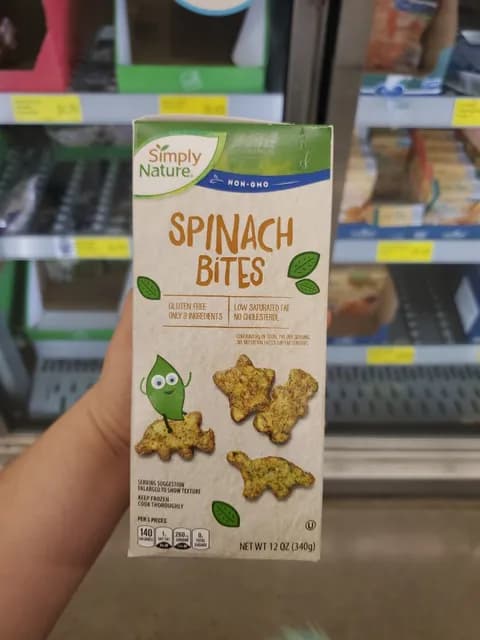 Simply
Nature
NON-GMO
SPINACH
BITES
GLUTEN FREE
ONLY 8 INGREDIENTS
LOW SATURATED FAT
NO CHOLESTEROL
SERVING SUGGESTION
ENLARGED TO SHOW TEXTURE
KEEP FROZEN
COOK THOROUGHLY
140
NET WT 12 OZ (340g)